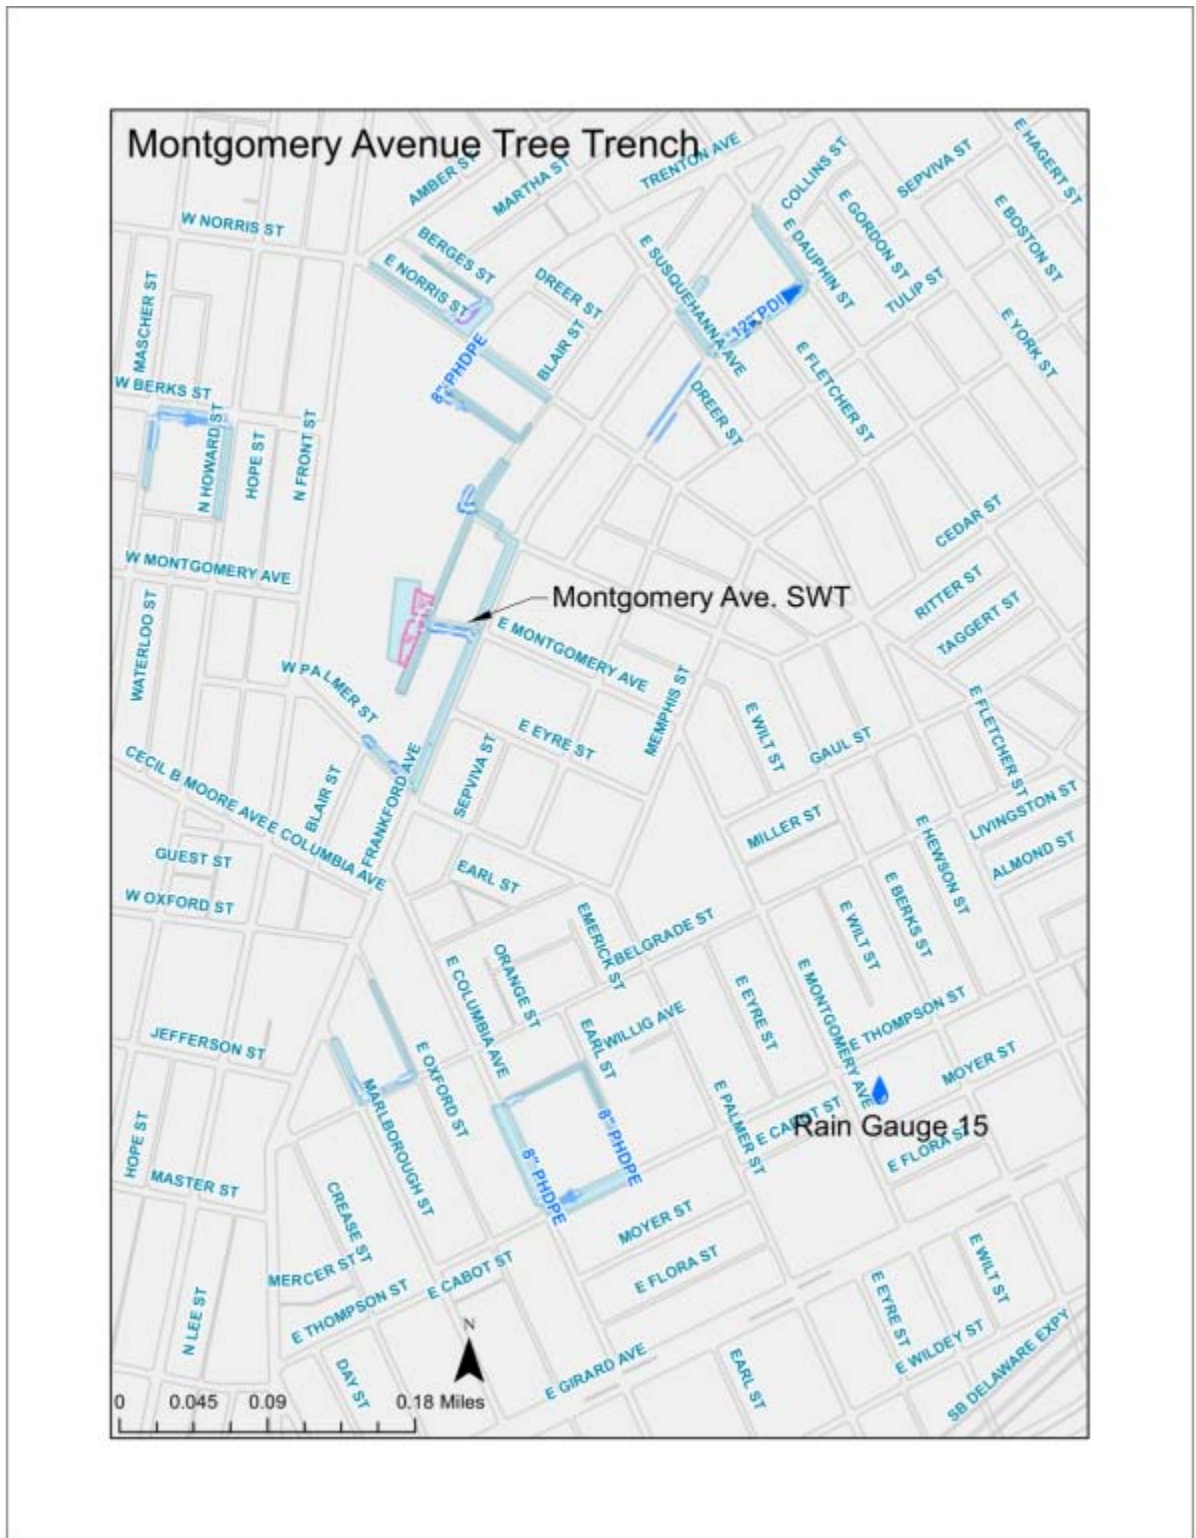 Montgomery Avenue Tree Trench
AMBER ST
MARTHA ST
TRENTON AVE
COLLINS ST
SEPVIVA ST
E HAGERT ST
W NORRIS ST
BERGES ST
E NORRIS ST
DREER ST
BLAIR ST
E SUSQUEHANNA AVE
E DAUPHIN ST
E GORDON ST
TULIP ST
E BOSTON ST
E YORK ST
MASCHER ST
8" PHDPE
12" PDI
W BERKS ST
N HOWARD ST
HOPE ST
N FRONT ST
DREER ST
E FLETCHER ST
CEDAR ST
W MONTGOMERY AVE
RITTER ST
TAGGERT ST
Montgomery Ave. SWT
WATERLOO ST
E MONTGOMERY AVE
W PALMER ST
MEMPHIS ST
E WILT ST
GAUL ST
E FLETCHER ST
E EYRE ST
SEPVIVA ST
CECIL B MOORE AVE
E COLUMBIA AVE
BLAIR ST
FRANKFORD AVE
MILLER ST
LIVINGSTON ST
ALMOND ST
E HEWSON ST
GUEST ST
EARL ST
E BERKS ST
W OXFORD ST
EMERICK ST
BELGRADE ST
E WILT ST
ORANGE ST
E COLUMBIA AVE
E EYRE ST
E MONTGOMERY AVE
E THOMPSON ST
JEFFERSON ST
EARL ST
WILLIG AVE
MOYER ST
E OXFORD ST
MARLBOROUGH ST
E PALMER ST
E CABOT ST
Rain Gauge 15
E FLORA ST
HOPE ST
8" PHDPE
8" PHDPE
MASTER ST
CREASE ST
MOYER ST
E FLORA ST
MERCER ST
E CABOT ST
E THOMPSON ST
N LEE ST
E EYRE ST
E WILT ST
E WILDEY ST
SB DELAWARE EXPY
DAY ST
E GIRARD AVE
EARL ST
N
0 0.045 0.09 0.18 Miles